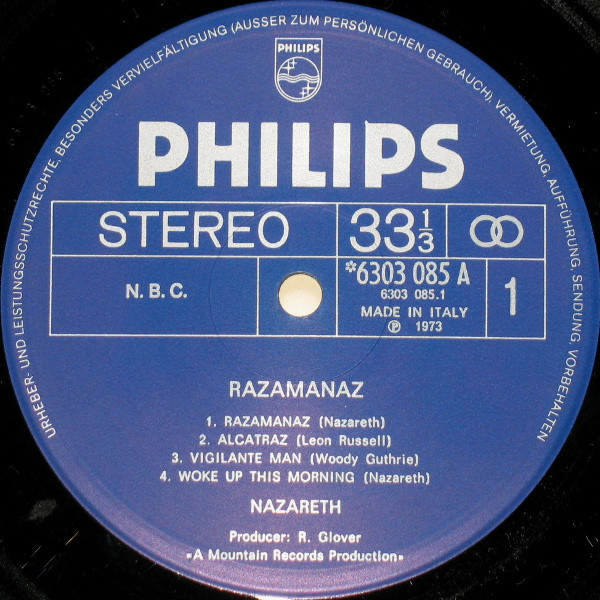 URHEBER- UND LEISTUNGSSCHUTZRECHTE, BESONDERS VERVIELFÄLTIGUNG (AUSSER ZUM PERSÖNLICHEN GEBRAUCH), VERMIETUNG, AUFFÜHRUNG, SENDUNG, VORBEHALTEN
PHILIPS
PHILIPS
STEREO 33 1/3
N. B. C. *6303 085 A 1
6303 085.1
MADE IN ITALY
℗ 1973
RAZAMANAZ
1. RAZAMANAZ (Nazareth)
2. ALCATRAZ (Leon Russell)
3. VIGILANTE MAN (Woody Guthrie)
4. WOKE UP THIS MORNING (Nazareth)
NAZARETH
Producer: R. Glover
»A Mountain Records Production«